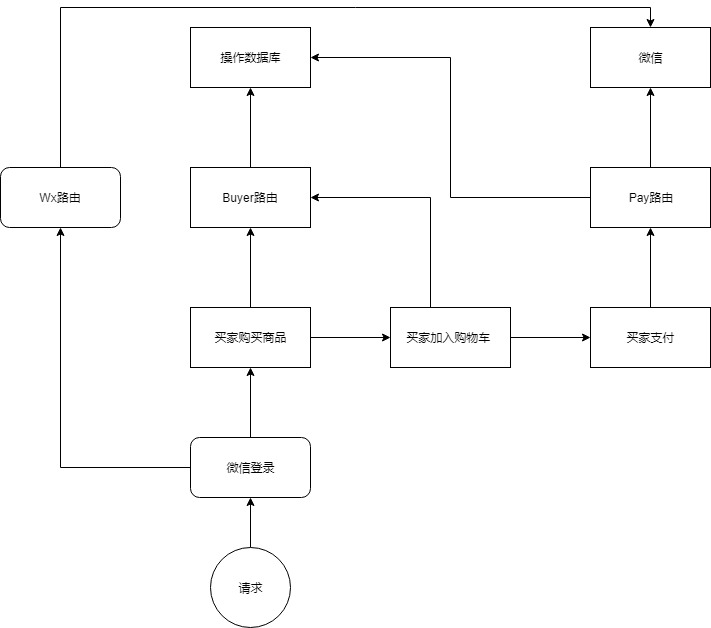 操作数据库
微信
Wx路由
Buyer路由
Pay路由
买家购买商品
买家加入购物车
买家支付
微信登录
请求